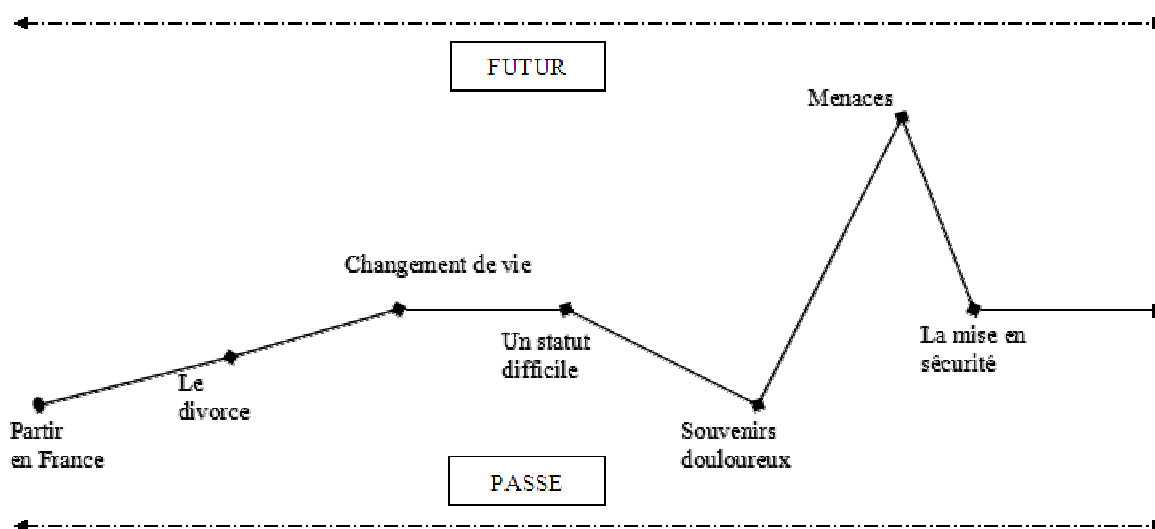 FUTUR
Menaces
Changement de vie
Un statut
difficile
La mise en
sécurité
Le
divorce
Partir
en France
Souvenirs
douloureux
PASSE